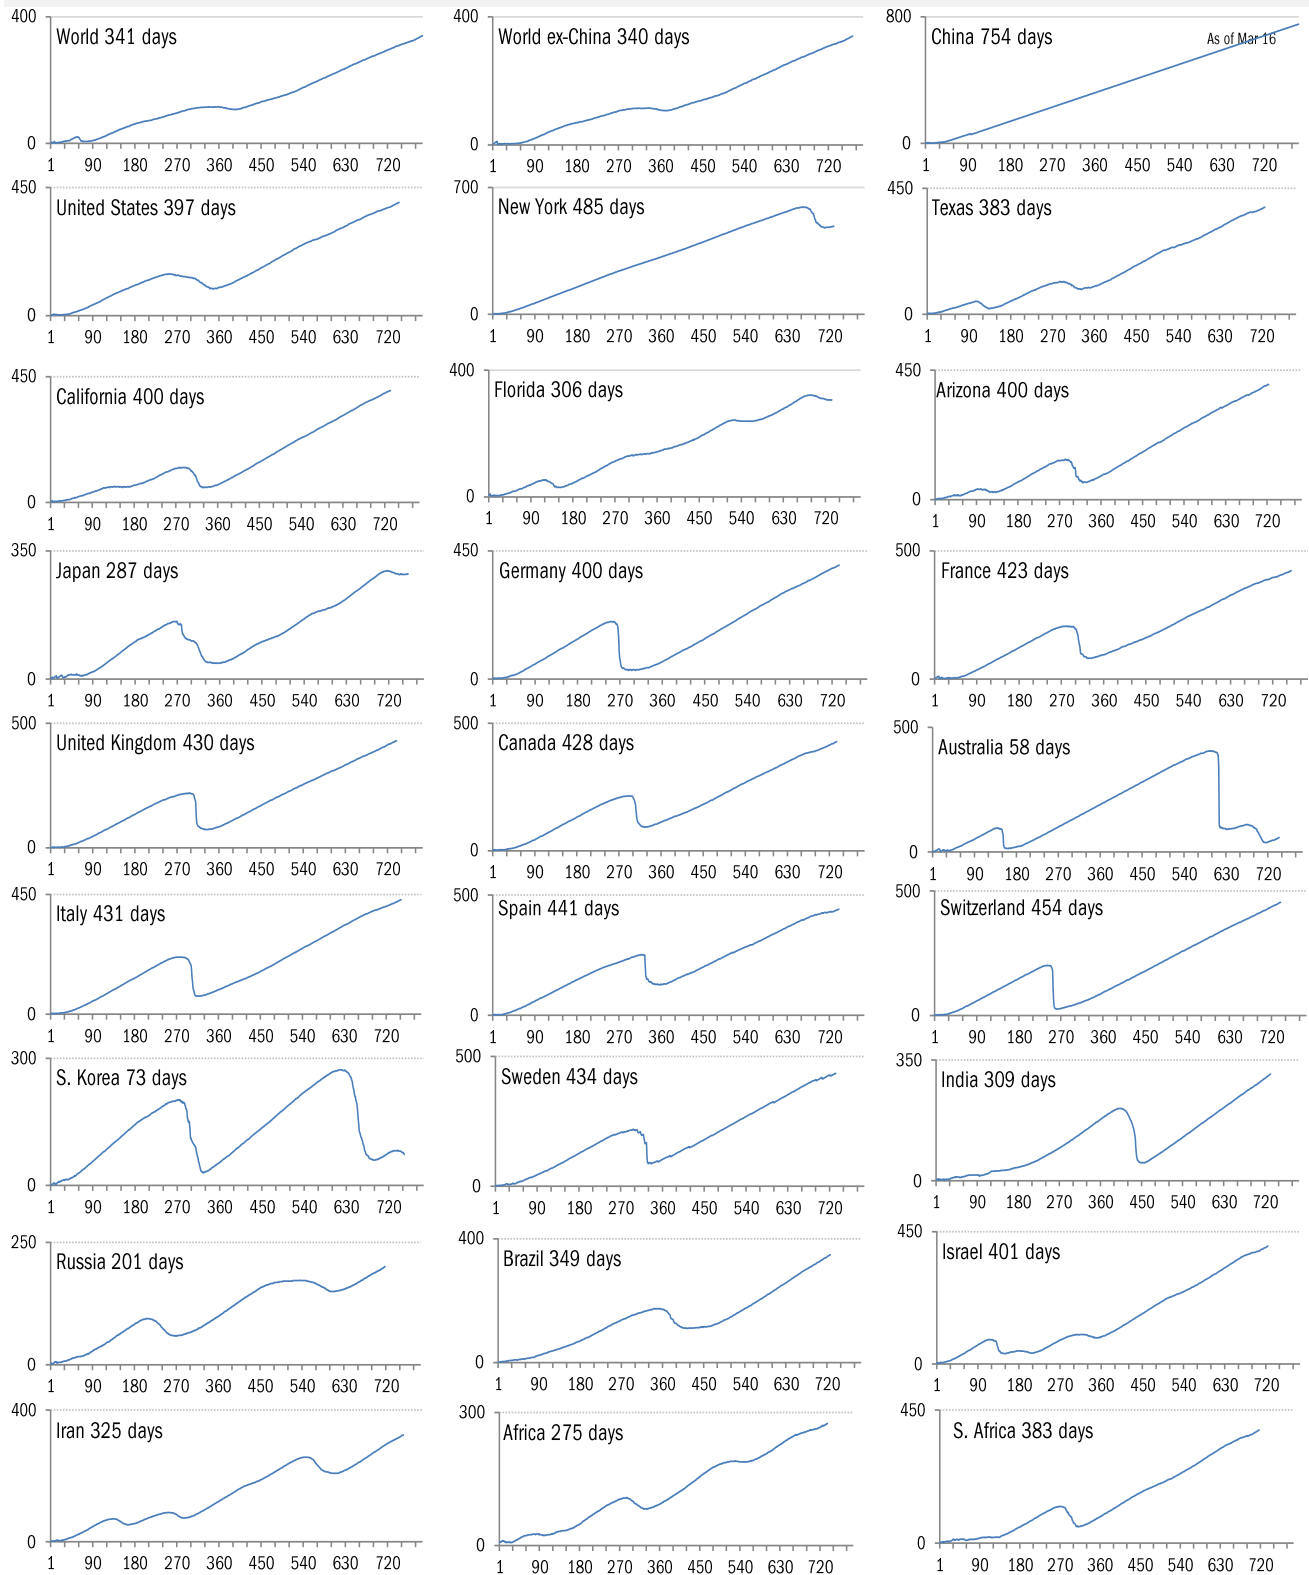 400
World 341 days
0
1 90 180 270 360 450 540 630 720
400
World ex-China 340 days
0
1 90 180 270 360 450 540 630 720
800
China 754 days
As of Mar 16
0
1 90 180 270 360 450 540 630 720
450
United States 397 days
0
1 90 180 270 360 450 540 630 720
700
New York 485 days
0
1 90 180 270 360 450 540 630 720
450
Texas 383 days
0
1 90 180 270 360 450 540 630 720
450
California 400 days
0
1 90 180 270 360 450 540 630 720
400
Florida 306 days
0
1 90 180 270 360 450 540 630 720
450
Arizona 400 days
0
1 90 180 270 360 450 540 630 720
350
Japan 287 days
0
1 90 180 270 360 450 540 630 720
450
Germany 400 days
0
1 90 180 270 360 450 540 630 720
500
France 423 days
0
1 90 180 270 360 450 540 630 720
500
United Kingdom 430 days
0
1 90 180 270 360 450 540 630 720
500
Canada 428 days
0
1 90 180 270 360 450 540 630 720
500
Australia 58 days
0
1 90 180 270 360 450 540 630 720
450
Italy 431 days
0
1 90 180 270 360 450 540 630 720
500
Spain 441 days
0
1 90 180 270 360 450 540 630 720
500
Switzerland 454 days
0
1 90 180 270 360 450 540 630 720
300
S. Korea 73 days
0
1 90 180 270 360 450 540 630 720
500
Sweden 434 days
0
1 90 180 270 360 450 540 630 720
350
India 309 days
0
1 90 180 270 360 450 540 630 720
250
Russia 201 days
0
1 90 180 270 360 450 540 630 720
400
Brazil 349 days
0
1 90 180 270 360 450 540 630 720
450
Israel 401 days
0
1 90 180 270 360 450 540 630 720
400
Iran 325 days
0
1 90 180 270 360 450 540 630 720
300
Africa 275 days
0
1 90 180 270 360 450 540 630 720
450
S. Africa 383 days
0
1 90 180 270 360 450 540 630 720